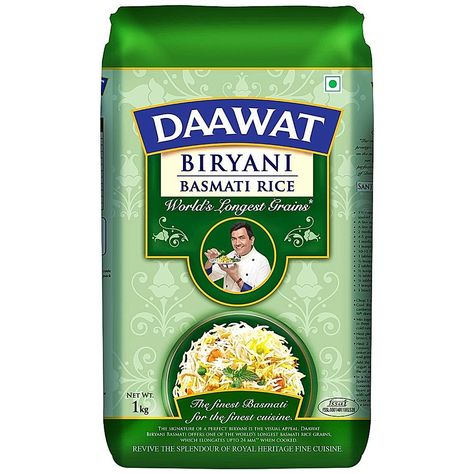 DAAWAT
BIRYANI
BASMATI RICE
World's Longest Grains*
NET WT.
1kg
The finest Basmati
for the finest cuisine.
THE SIGNATURE OF A PERFECT BIRYANI IS THE VISUAL APPEAL. DAAWAT
BIRYANI BASMATI OFFERS ONE OF THE WORLD'S LONGEST BASMATI RICE GRAINS,
WHICH ELONGATES UPTO 24 MM** WHEN COOKED.
REVIVE THE SPLENDOUR OF ROYAL HERITAGE FINE CUISINE.